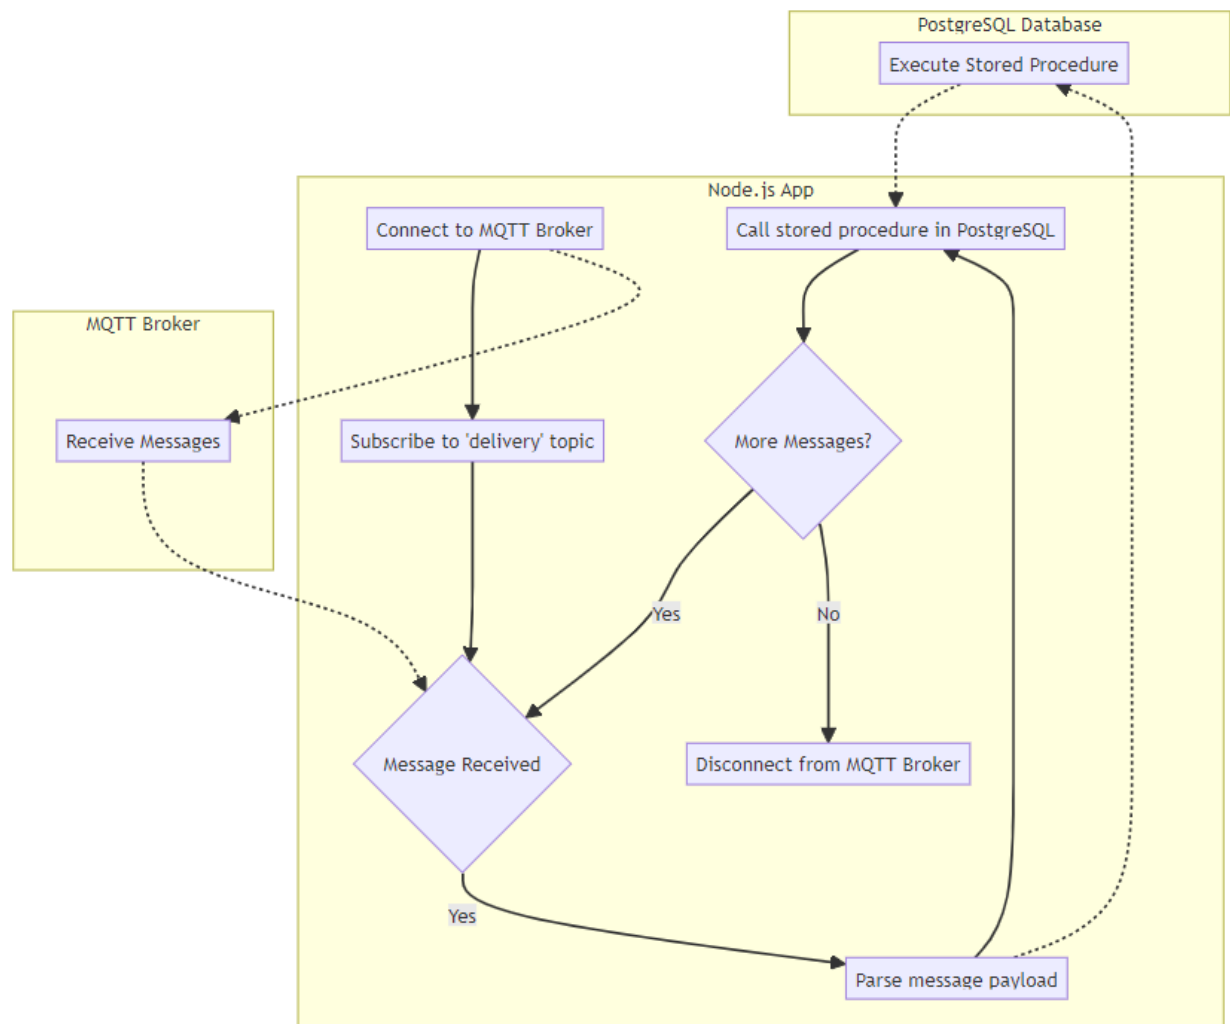 PostgreSQL Database
Execute Stored Procedure
Node.js App
Connect to MQTT Broker
Call stored procedure in PostgreSQL
MQTT Broker
Receive Messages
Subscribe to 'delivery' topic
More Messages?
Yes
No
Message Received
Disconnect from MQTT Broker
Yes
Parse message payload